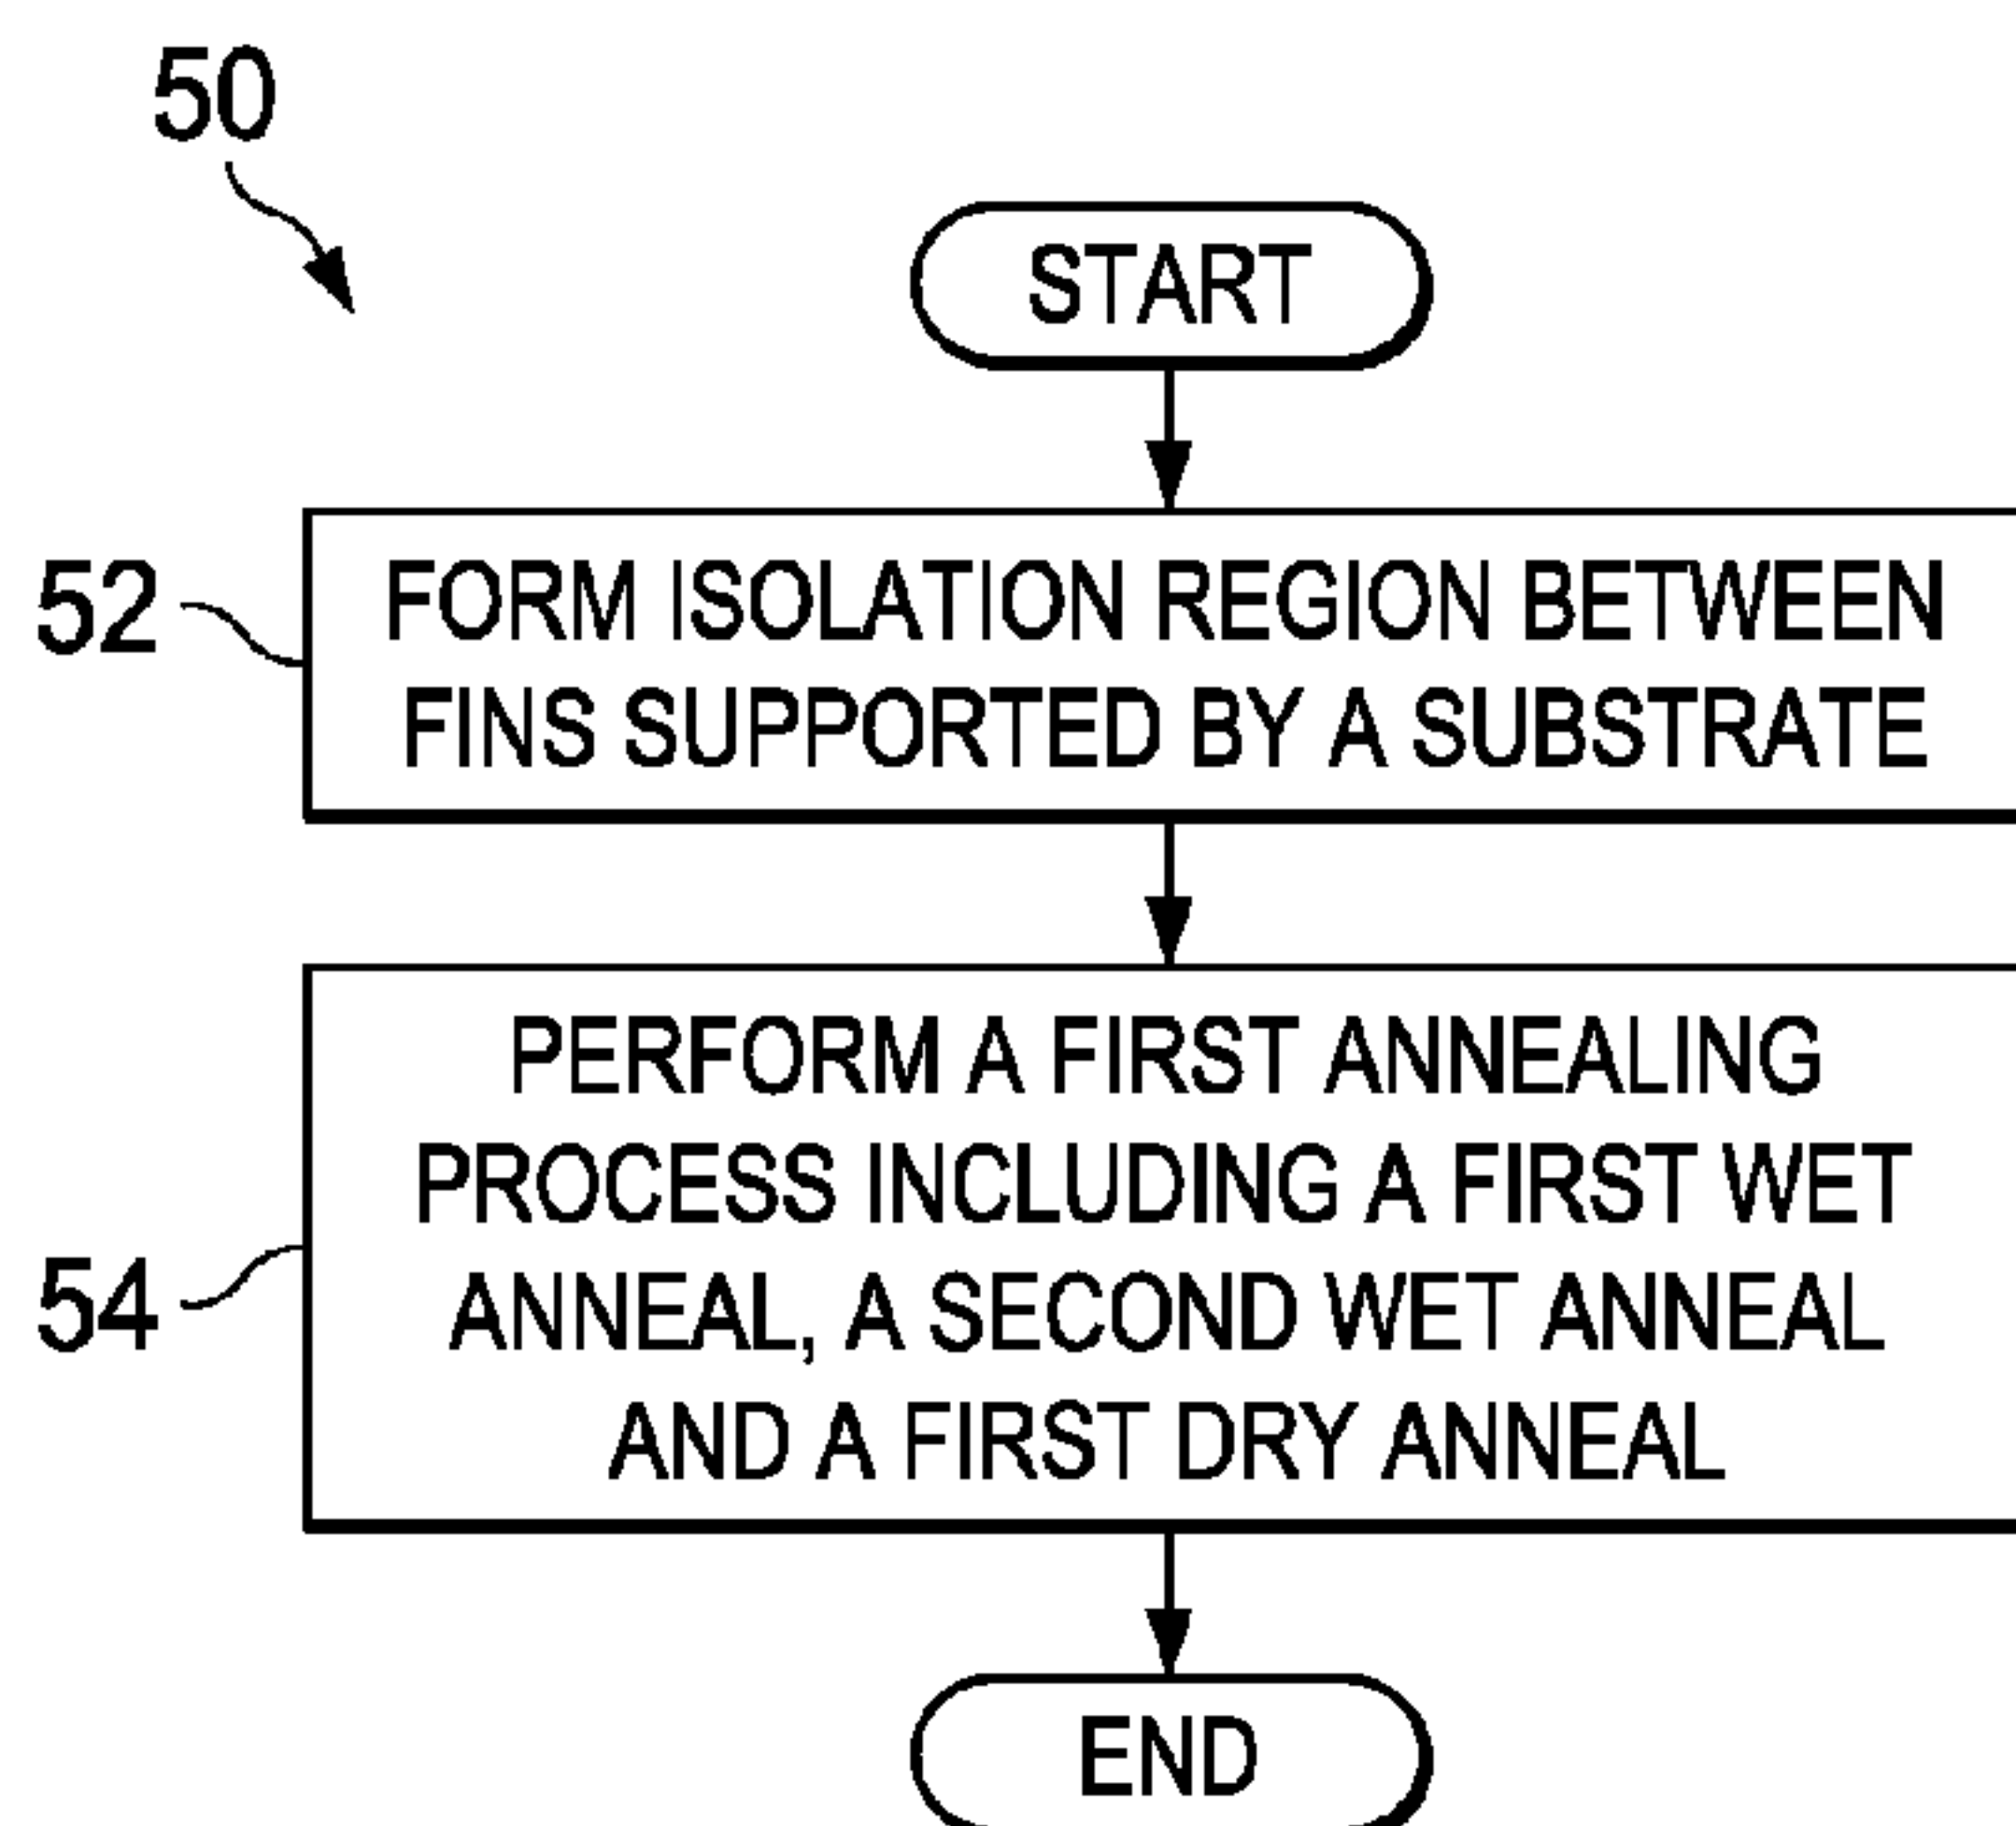 50
START
52
FORM ISOLATION REGION BETWEEN
FINS SUPPORTED BY A SUBSTRATE
PERFORM A FIRST ANNEALING
PROCESS INCLUDING A FIRST WET
54
ANNEAL, A SECOND WET ANNEAL
AND A FIRST DRY ANNEAL
END